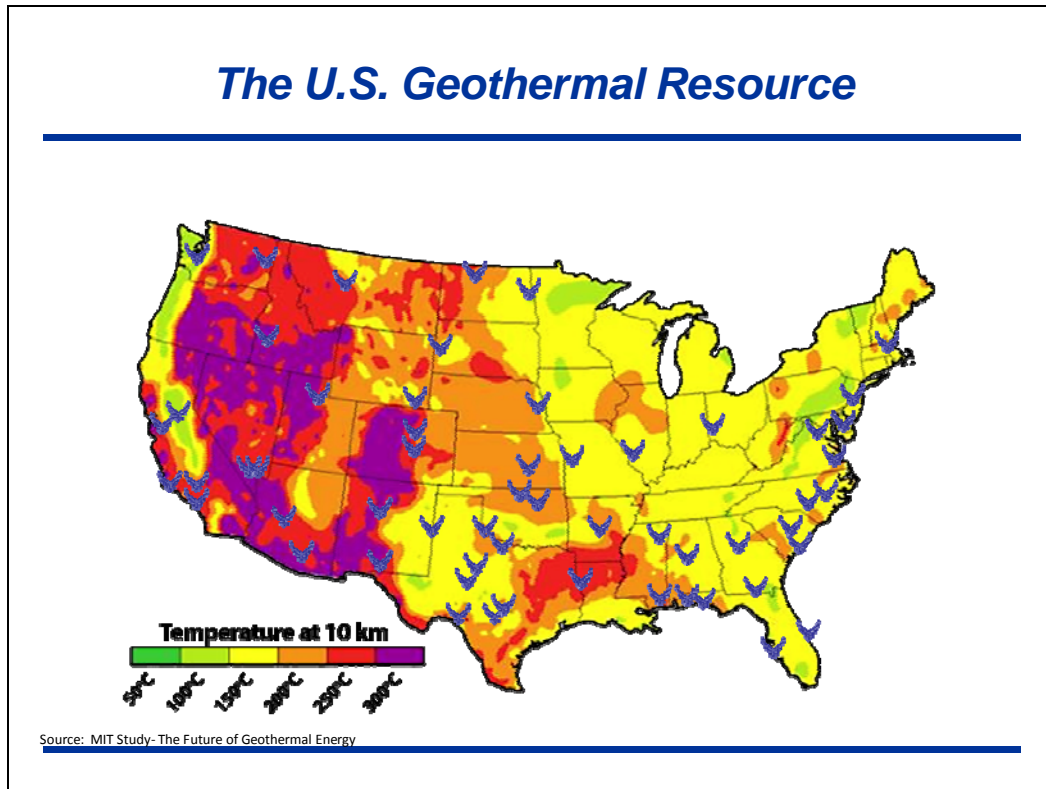 The U.S. Geothermal Resource
Temperature at 10 km
50°C 100°C 150°C 200°C 250°C 300°C
Source: MIT Study- The Future of Geothermal Energy